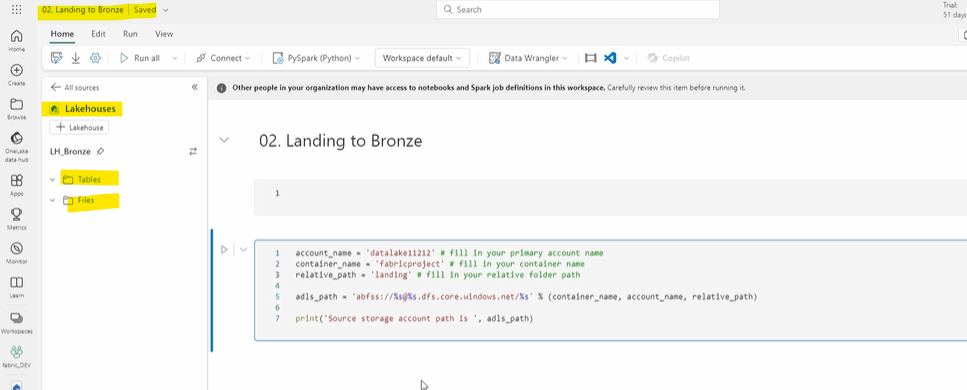 02. Landing to Bronze | Saved
Search
Trial:
51 days
Home Edit Run View
Run all Connect PySpark (Python) Workspace default Data Wrangler Copilot
Home
Create
Browse
OneLake data hub
Apps
Metrics
Monitor
Learn
Workspaces
fabric_DEV
All sources
Lakehouses
+ Lakehouse
LH_Bronze
Tables
Files
Other people in your organization may have access to notebooks and Spark job definitions in this workspace. Carefully review this item before running it.
02. Landing to Bronze
1
1 account_name = 'datalake11212' # fill in your primary account name
2 container_name = 'fabricproject' # fill in your container name
3 relative_path = 'landing' # fill in your relative folder path
4
5 adls_path = 'abfss://%s@%s.dfs.core.windows.net/%s' % (container_name, account_name, relative_path)
6
7 print('Source storage account path is ', adls_path)